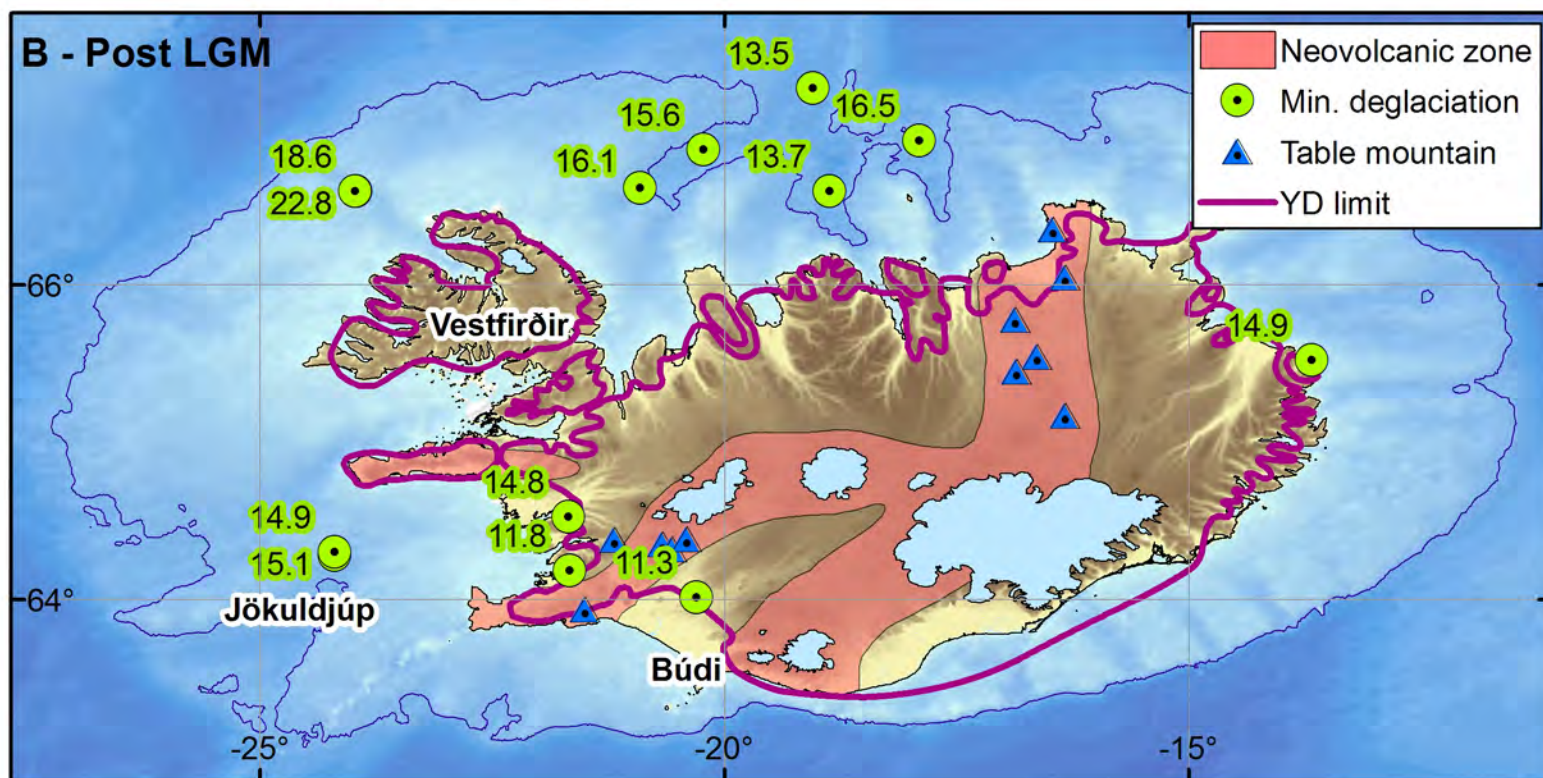 B - Post LGM
Neovolcanic zone
Min. deglaciation
Table mountain
YD limit
13.5
16.5
15.6
16.1
13.7
18.6
22.8
66°
Vestfirðir
14.9
14.8
11.8
11.3
14.9
15.1
Jökuldjúp
64°
Búdi
-25°
-20°
-15°